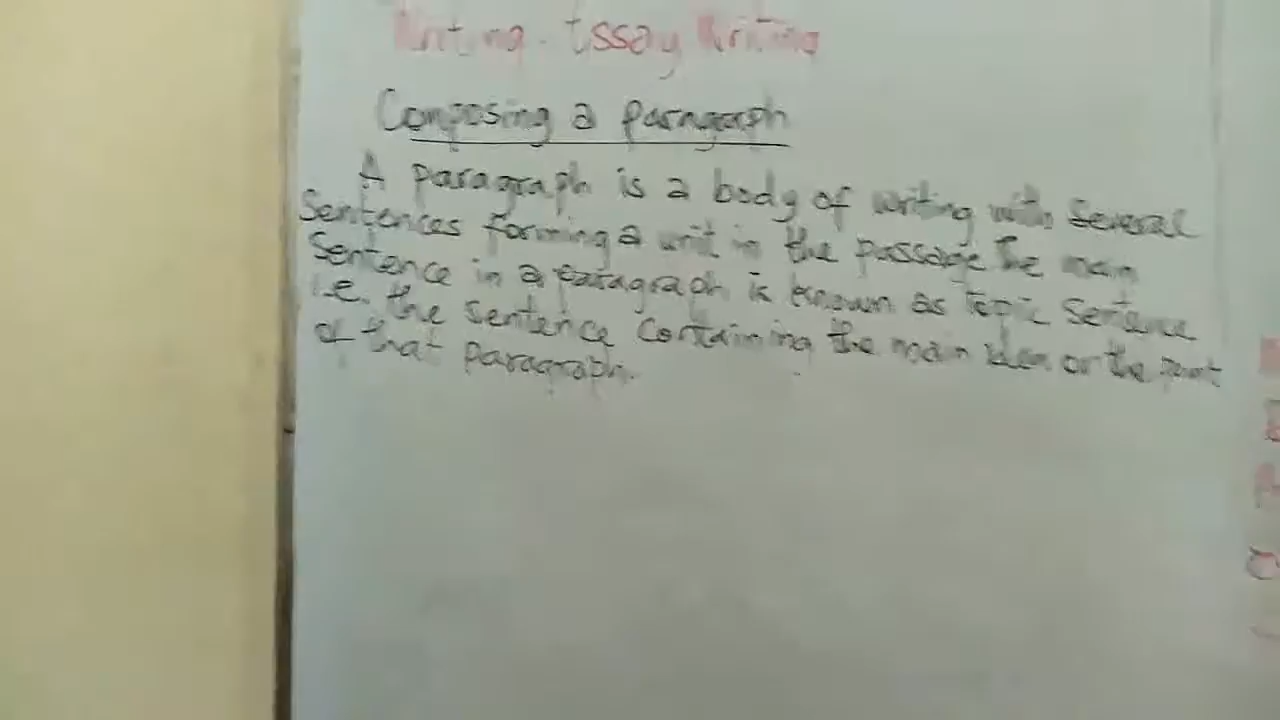 Writing - Essay Writing
Composing a paragraph
A paragraph is a body of writing with several
Sentences forming a unit in the passage The main
Sentence in a paragraph is known as Topic Sentence
i.e. the sentence Containing the main idea or the point
of that paragraph.